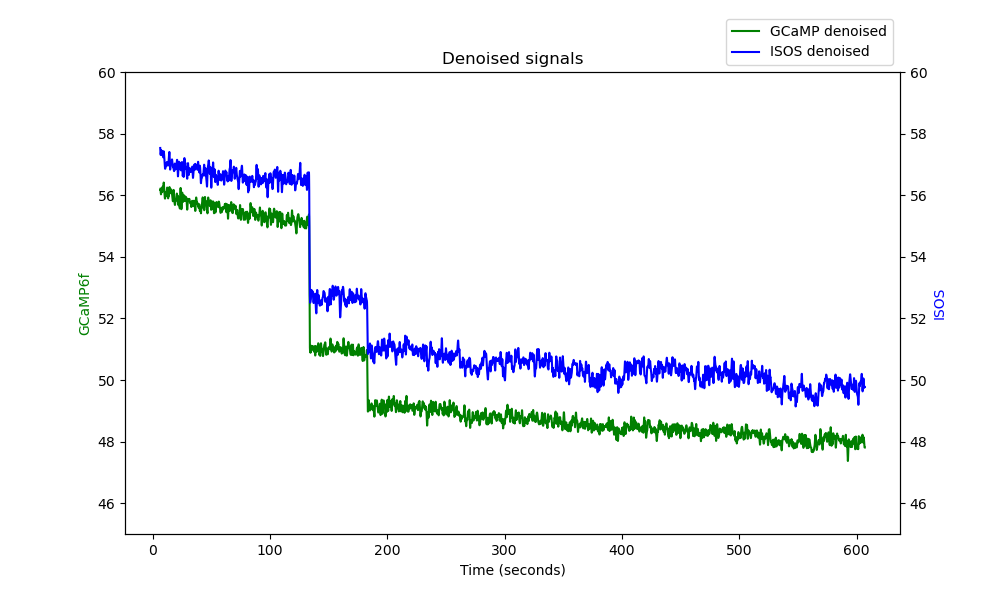 GCaMP denoised
ISOS denoised
Denoised signals
60
58
56
54
52
50
48
46
GCaMP6f
60
58
56
54
52
50
48
46
ISOS
0 100 200 300 400 500 600
Time (seconds)